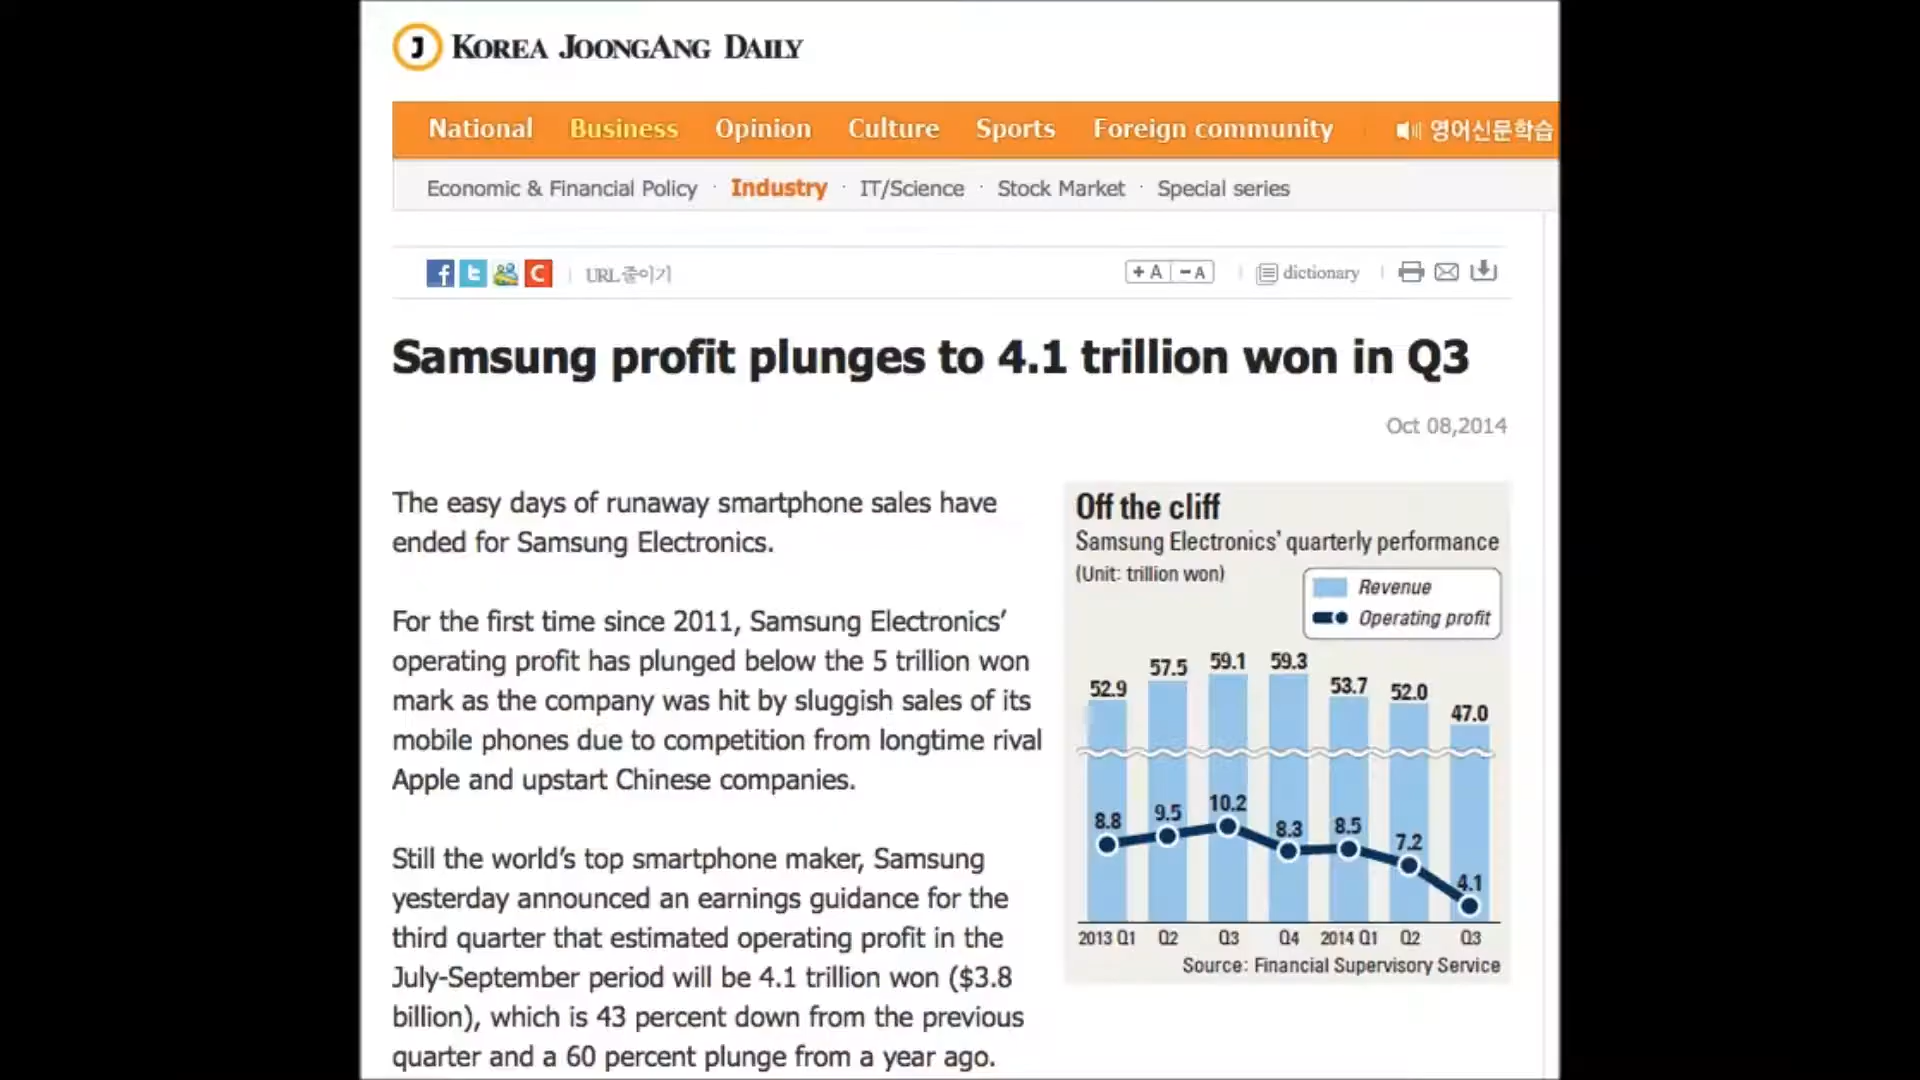 J KOREA JOONGANG DAILY
National Business Opinion Culture Sports Foreign community 영어신문학습
Economic & Financial Policy · Industry · IT/Science · Stock Market · Special series
f t C URL 줄이기 + A - A dictionary
Samsung profit plunges to 4.1 trillion won in Q3
Oct 08,2014
The easy days of runaway smartphone sales have
ended for Samsung Electronics.
For the first time since 2011, Samsung Electronics’
operating profit has plunged below the 5 trillion won
mark as the company was hit by sluggish sales of its
mobile phones due to competition from longtime rival
Apple and upstart Chinese companies.
Still the world’s top smartphone maker, Samsung
yesterday announced an earnings guidance for the
third quarter that estimated operating profit in the
July-September period will be 4.1 trillion won ($3.8
billion), which is 43 percent down from the previous
quarter and a 60 percent plunge from a year ago.
Off the cliff
Samsung Electronics’ quarterly performance
(Unit: trillion won)
Revenue
Operating profit
52.9 57.5 59.1 59.3 53.7 52.0 47.0
8.8 9.5 10.2 8.3 8.5 7.2 4.1
2013 Q1 Q2 Q3 Q4 2014 Q1 Q2 Q3
Source: Financial Supervisory Service